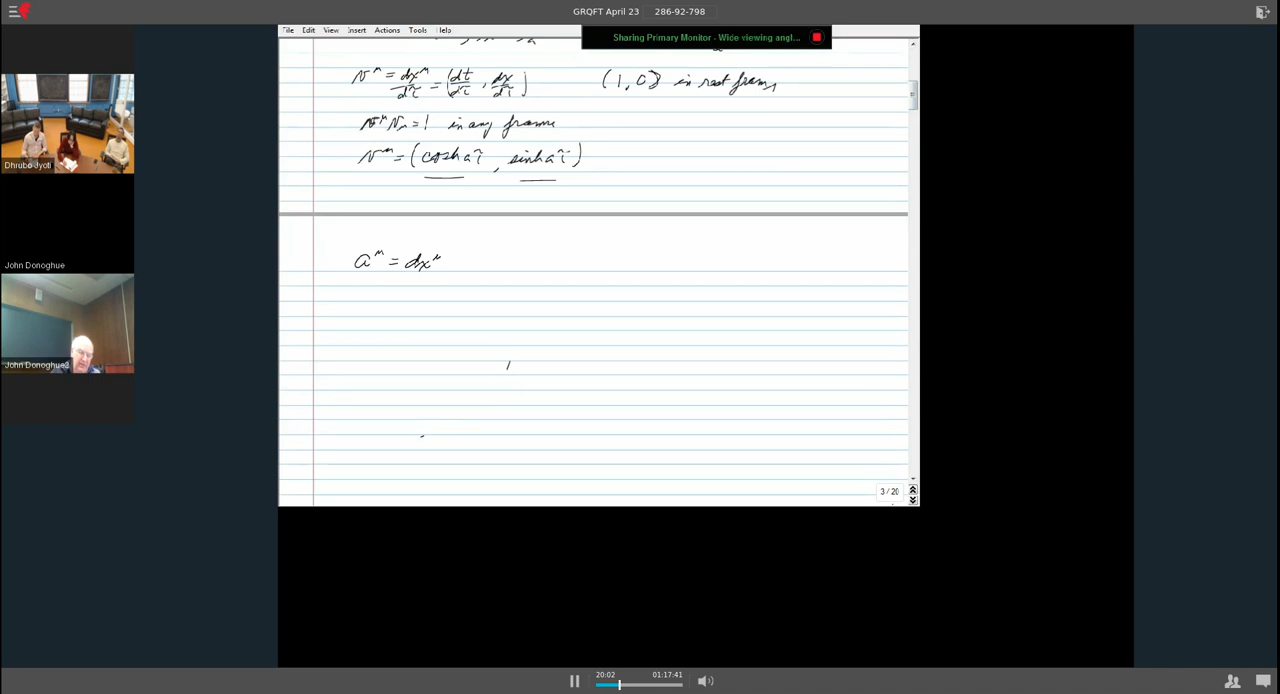 GRQFT April 23 286-92-798
File Edit View Insert Actions Tools Help
Sharing Primary Monitor - Wide viewing angl...
v^μ = dx^μ/dτ = (dt/dτ, dx/dτ) (1, 0) in rest frame
v^μ v_μ = 1 in any frame
v^μ = (cosh aτ, sinh aτ)
a^μ = dx^μ
Dhrubo Jyoti
John Donoghue
John Donoghue2
3 / 20
20:02 01:17:41